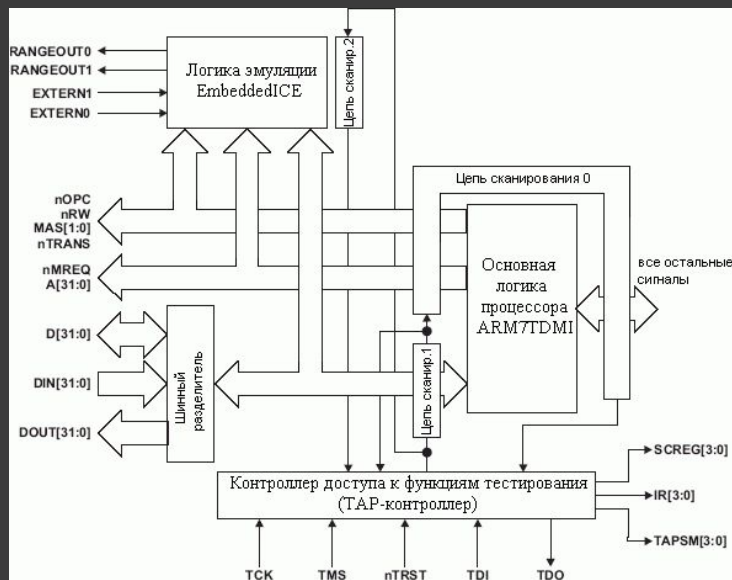 RANGEOUT0
RANGEOUT1
EXTERN1
EXTERN0
Логика эмуляции
EmbeddedICE
Цепь сканир.2
Цепь сканирования 0
nOPC
nRW
MAS[1:0]
nTRANS
nMREQ
A[31:0]
Основная
логика
процессора
ARM7TDMI
все остальные
сигналы
D[31:0]
DIN[31:0]
DOUT[31:0]
Шинный
разделитель
Цепь сканир.1
Контроллер доступа к функциям тестирования
(TAP-контроллер)
SCREG[3:0]
IR[3:0]
TAPSM[3:0]
TCK
TMS
nTRST
TDI
TDO